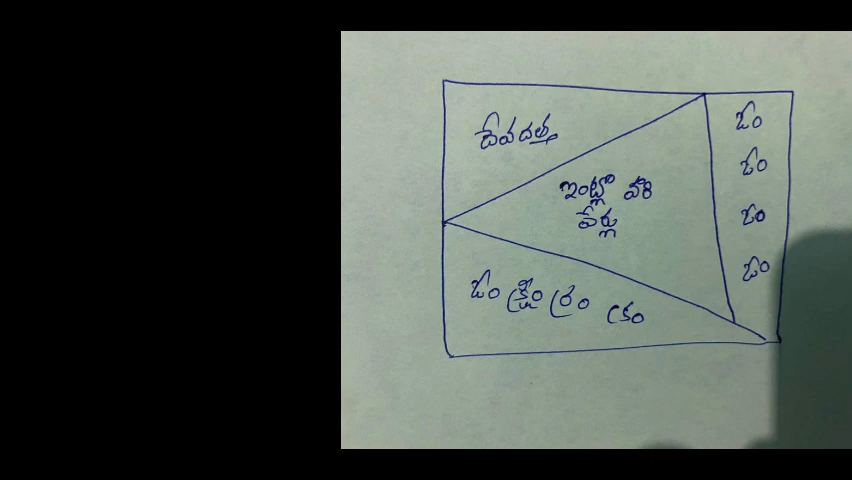 దేవదత్త
ఇంట్లో వారి
పేర్లు
ఓం
ఓం
ఓం
ఓం
ఓం క్లీం